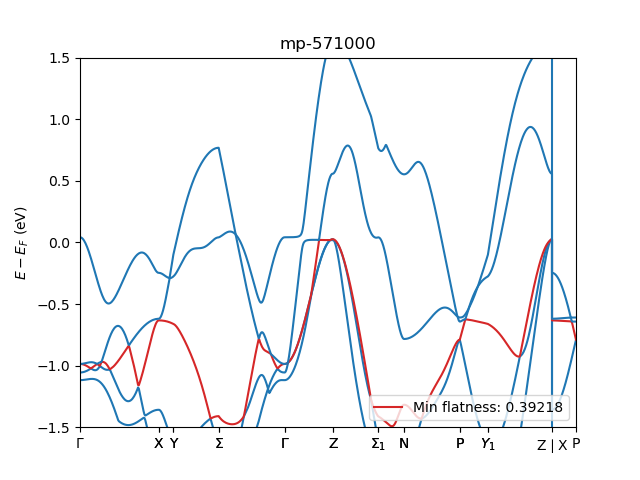 mp-571000
1.5
1.0
0.5
0.0
−0.5
−1.0
−1.5
E − E_F (eV)
Min flatness: 0.39218
Γ X Y Σ Γ Z Σ₁ N P Y₁ Z | X P